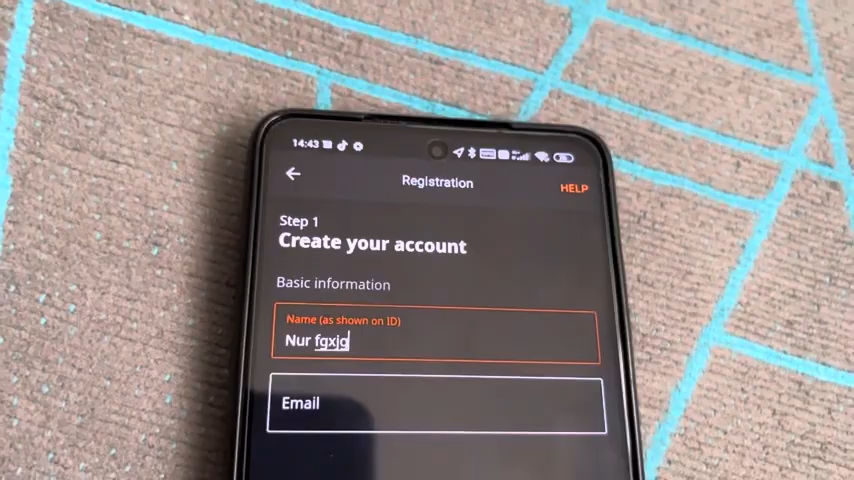 14:43
Registration
HELP
Step 1
Create your account
Basic information
Name (as shown on ID)
Nur fgxjg
Email